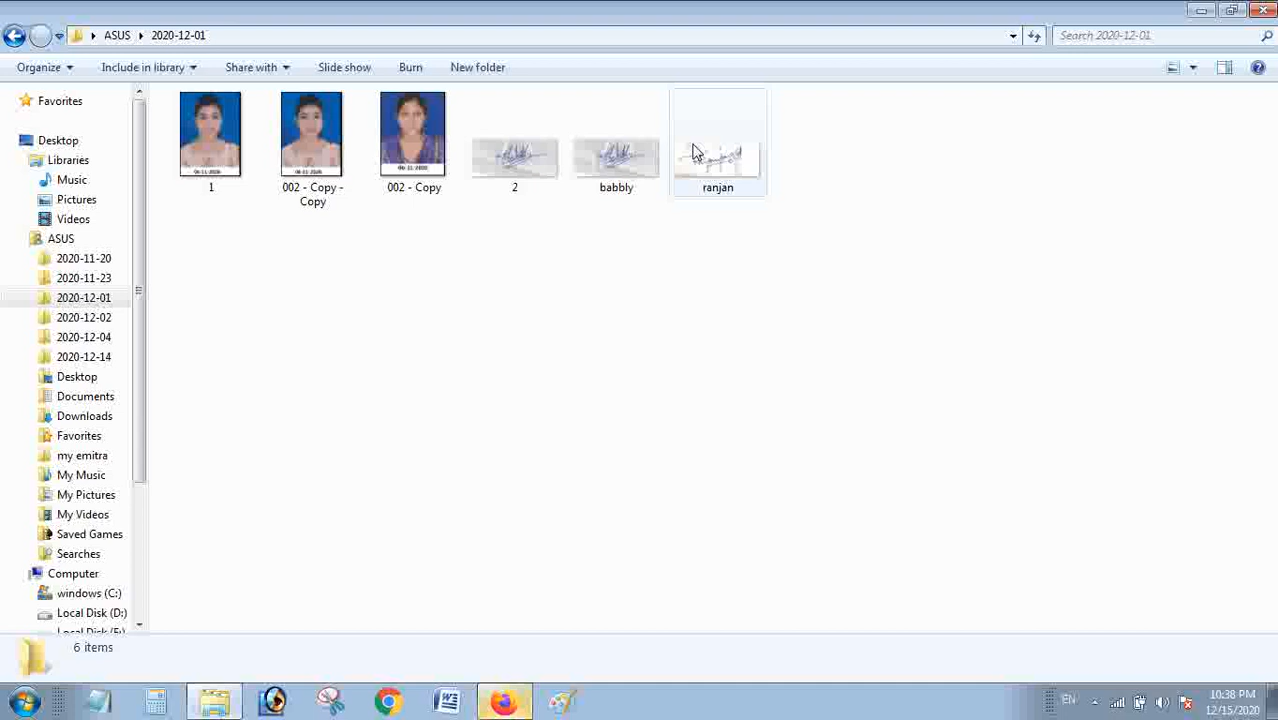 ASUS 2020-12-01
Search 2020-12-01
Organize Include in library Share with Slide show Burn New folder
Favorites
Desktop
Libraries
Music
Pictures
Videos
ASUS
2020-11-20
2020-11-23
2020-12-01
2020-12-02
2020-12-04
2020-12-14
Desktop
Documents
Downloads
Favorites
my emitra
My Music
My Pictures
My Videos
Saved Games
Searches
Computer
windows (C:)
Local Disk (D:)
1
002 - Copy -
Copy
002 - Copy
2
babbly
ranjan
6 items
EN
10:38 PM
12/15/2020